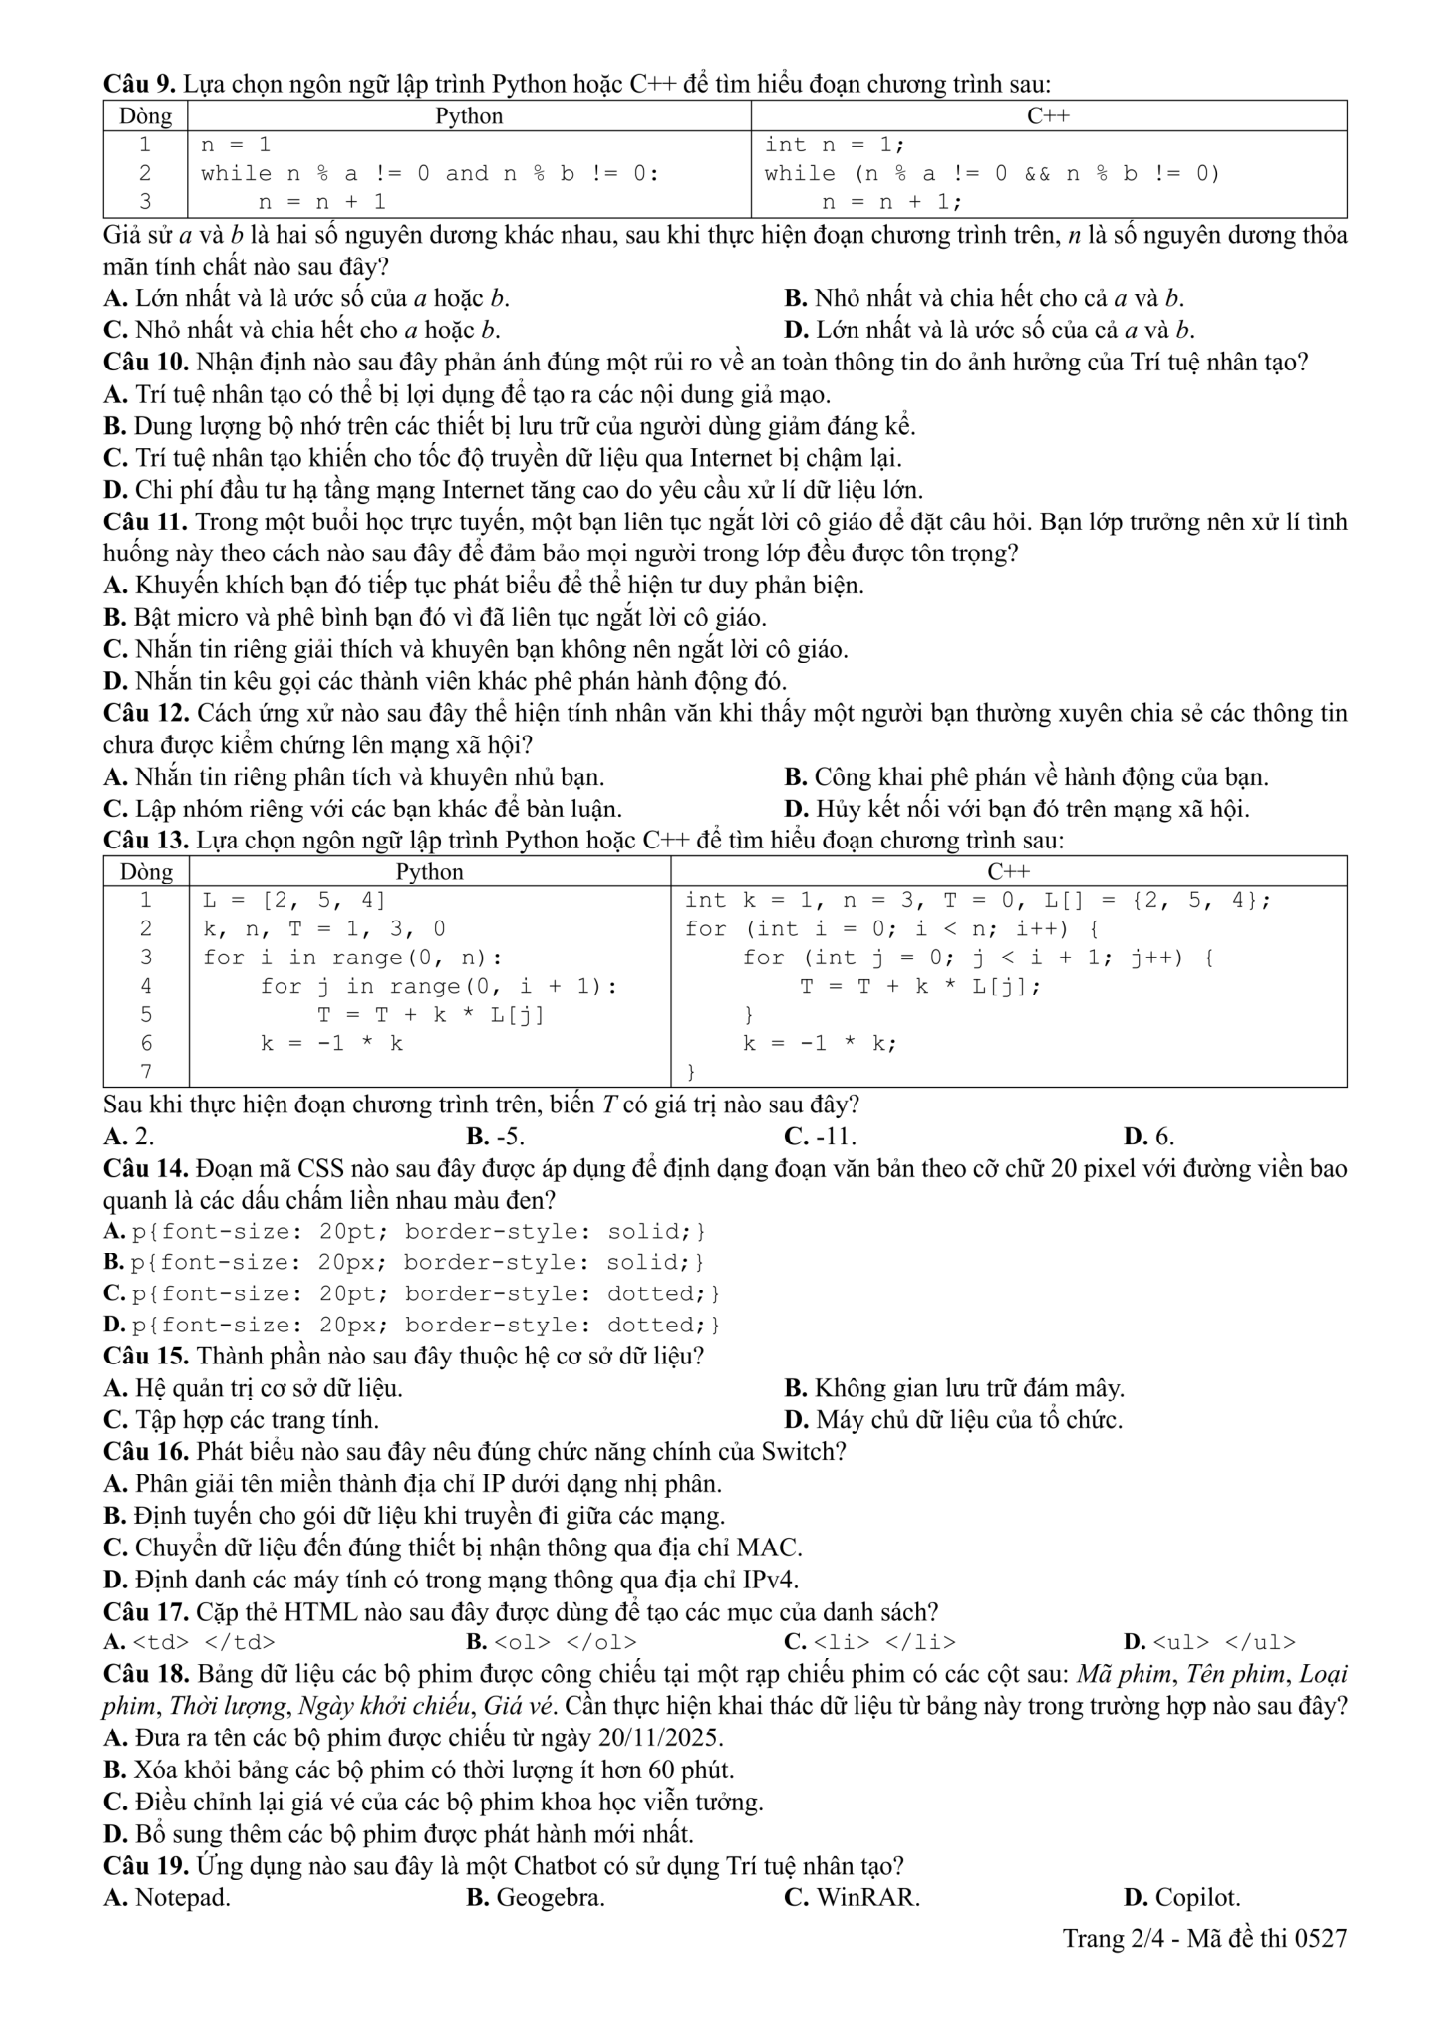 Câu 9. Lựa chọn ngôn ngữ lập trình Python hoặc C++ để tìm hiểu đoạn chương trình sau:
Dòng Python C++
1 n = 1 int n = 1;
2 while n % a != 0 and n % b != 0: while (n % a != 0 && n % b != 0)
3 n = n + 1 n = n + 1;
Giả sử a và b là hai số nguyên dương khác nhau, sau khi thực hiện đoạn chương trình trên, n là số nguyên dương thỏa
mãn tính chất nào sau đây?
A. Lớn nhất và là ước số của a hoặc b. B. Nhỏ nhất và chia hết cho cả a và b.
C. Nhỏ nhất và chia hết cho a hoặc b. D. Lớn nhất và là ước số của cả a và b.
Câu 10. Nhận định nào sau đây phản ánh đúng một rủi ro về an toàn thông tin do ảnh hưởng của Trí tuệ nhân tạo?
A. Trí tuệ nhân tạo có thể bị lợi dụng để tạo ra các nội dung giả mạo.
B. Dung lượng bộ nhớ trên các thiết bị lưu trữ của người dùng giảm đáng kể.
C. Trí tuệ nhân tạo khiến cho tốc độ truyền dữ liệu qua Internet bị chậm lại.
D. Chi phí đầu tư hạ tầng mạng Internet tăng cao do yêu cầu xử lí dữ liệu lớn.
Câu 11. Trong một buổi học trực tuyến, một bạn liên tục ngắt lời cô giáo để đặt câu hỏi. Bạn lớp trưởng nên xử lí tình
huống này theo cách nào sau đây để đảm bảo mọi người trong lớp đều được tôn trọng?
A. Khuyến khích bạn đó tiếp tục phát biểu để thể hiện tư duy phản biện.
B. Bật micro và phê bình bạn đó vì đã liên tục ngắt lời cô giáo.
C. Nhắn tin riêng giải thích và khuyên bạn không nên ngắt lời cô giáo.
D. Nhắn tin kêu gọi các thành viên khác phê phán hành động đó.
Câu 12. Cách ứng xử nào sau đây thể hiện tính nhân văn khi thấy một người bạn thường xuyên chia sẻ các thông tin
chưa được kiểm chứng lên mạng xã hội?
A. Nhắn tin riêng phân tích và khuyên nhủ bạn. B. Công khai phê phán về hành động của bạn.
C. Lập nhóm riêng với các bạn khác để bàn luận. D. Hủy kết nối với bạn đó trên mạng xã hội.
Câu 13. Lựa chọn ngôn ngữ lập trình Python hoặc C++ để tìm hiểu đoạn chương trình sau:
Dòng Python C++
1 L = [2, 5, 4] int k = 1, n = 3, T = 0, L[] = {2, 5, 4};
2 k, n, T = 1, 3, 0 for (int i = 0; i < n; i++) {
3 for i in range(0, n): for (int j = 0; j < i + 1; j++) {
4 for j in range(0, i + 1): T = T + k * L[j];
5 T = T + k * L[j] }
6 k = -1 * k k = -1 * k;
7 }
Sau khi thực hiện đoạn chương trình trên, biến T có giá trị nào sau đây?
A. 2. B. -5. C. -11. D. 6.
Câu 14. Đoạn mã CSS nào sau đây được áp dụng để định dạng đoạn văn bản theo cỡ chữ 20 pixel với đường viền bao
quanh là các dấu chấm liền nhau màu đen?
A. p{font-size: 20pt; border-style: solid;}
B. p{font-size: 20px; border-style: solid;}
C. p{font-size: 20pt; border-style: dotted;}
D. p{font-size: 20px; border-style: dotted;}
Câu 15. Thành phần nào sau đây thuộc hệ cơ sở dữ liệu?
A. Hệ quản trị cơ sở dữ liệu. B. Không gian lưu trữ đám mây.
C. Tập hợp các trang tính. D. Máy chủ dữ liệu của tổ chức.
Câu 16. Phát biểu nào sau đây nêu đúng chức năng chính của Switch?
A. Phân giải tên miền thành địa chỉ IP dưới dạng nhị phân.
B. Định tuyến cho gói dữ liệu khi truyền đi giữa các mạng.
C. Chuyển dữ liệu đến đúng thiết bị nhận thông qua địa chỉ MAC.
D. Định danh các máy tính có trong mạng thông qua địa chỉ IPv4.
Câu 17. Cặp thẻ HTML nào sau đây được dùng để tạo các mục của danh sách?
A. <td> </td> B. <ol> </ol> C. <li> </li> D. <ul> </ul>
Câu 18. Bảng dữ liệu các bộ phim được công chiếu tại một rạp chiếu phim có các cột sau: Mã phim, Tên phim, Loại
phim, Thời lượng, Ngày khởi chiếu, Giá vé. Cần thực hiện khai thác dữ liệu từ bảng này trong trường hợp nào sau đây?
A. Đưa ra tên các bộ phim được chiếu từ ngày 20/11/2025.
B. Xóa khỏi bảng các bộ phim có thời lượng ít hơn 60 phút.
C. Điều chỉnh lại giá vé của các bộ phim khoa học viễn tưởng.
D. Bổ sung thêm các bộ phim được phát hành mới nhất.
Câu 19. Ứng dụng nào sau đây là một Chatbot có sử dụng Trí tuệ nhân tạo?
A. Notepad. B. Geogebra. C. WinRAR. D. Copilot.
Trang 2/4 - Mã đề thi 0527